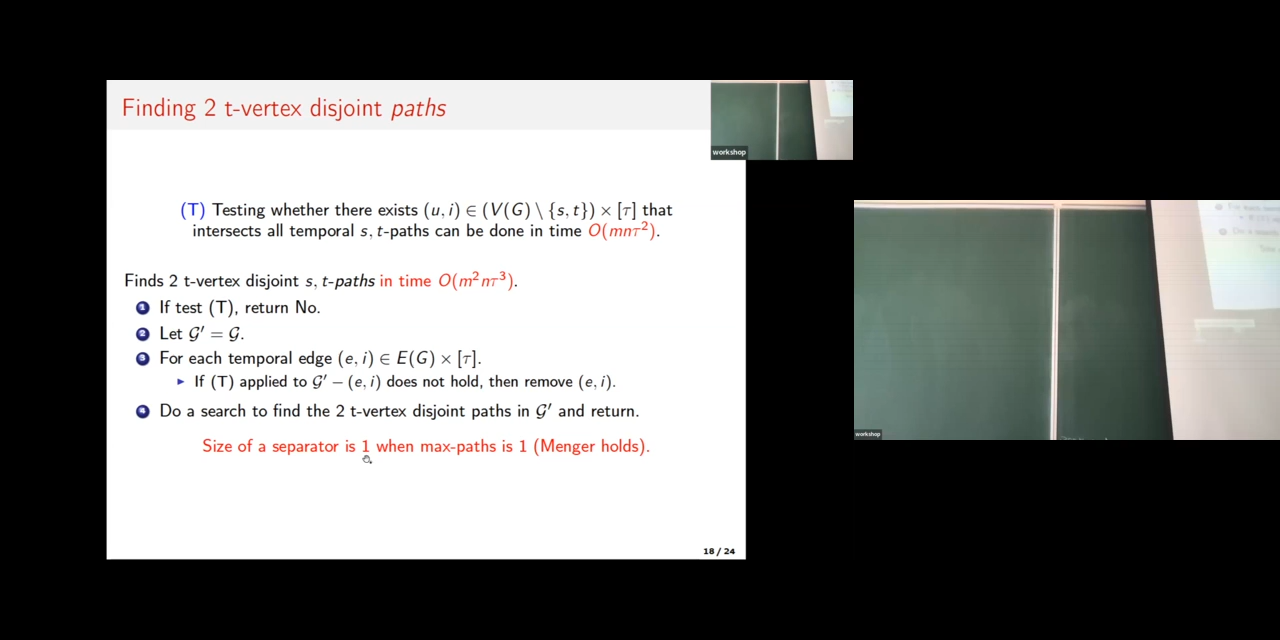 Finding 2 t-vertex disjoint paths
workshop
(T) Testing whether there exists (u, i) ∈ (V(G) \ {s, t}) × [τ] that
intersects all temporal s, t-paths can be done in time O(mnτ²).
Finds 2 t-vertex disjoint s, t-paths in time O(m²nτ³).
1 If test (T), return No.
2 Let 𝒢′ = 𝒢.
3 For each temporal edge (e, i) ∈ E(G) × [τ].
▶ If (T) applied to 𝒢′ − (e, i) does not hold, then remove (e, i).
4 Do a search to find the 2 t-vertex disjoint paths in 𝒢′ and return.
Size of a separator is 1 when max-paths is 1 (Menger holds).
18 / 24
workshop